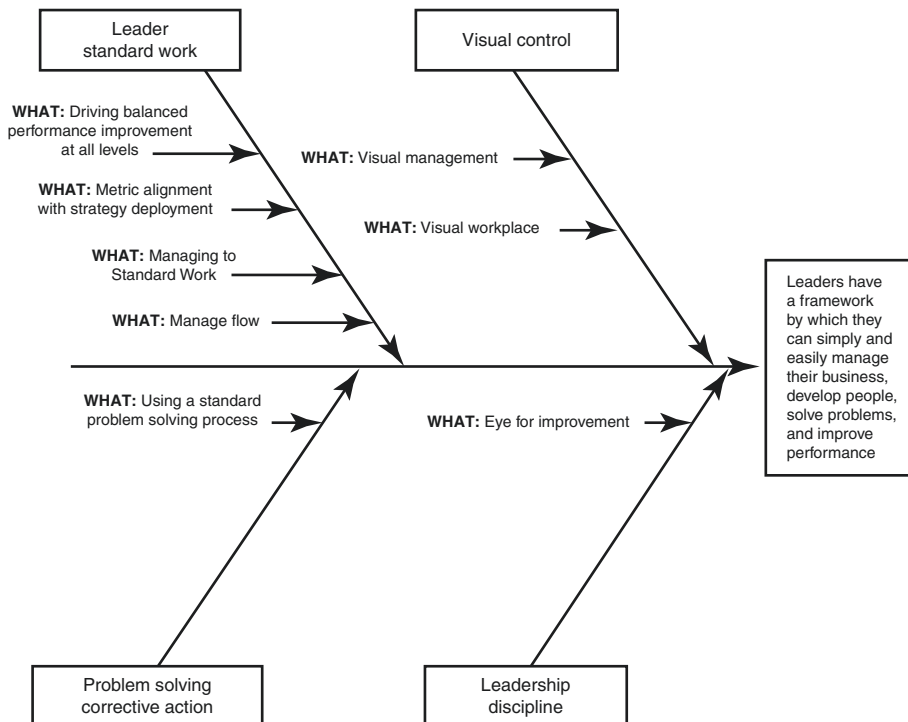 Leader
standard work
Visual control
WHAT: Driving balanced
performance improvement
at all levels
WHAT: Metric alignment
with strategy deployment
WHAT: Managing to
Standard Work
WHAT: Manage flow
WHAT: Visual management
WHAT: Visual workplace
Leaders have
a framework
by which they
can simply and
easily manage
their business,
develop people,
solve problems,
and improve
performance
WHAT: Using a standard
problem solving process
WHAT: Eye for improvement
Problem solving
corrective action
Leadership
discipline